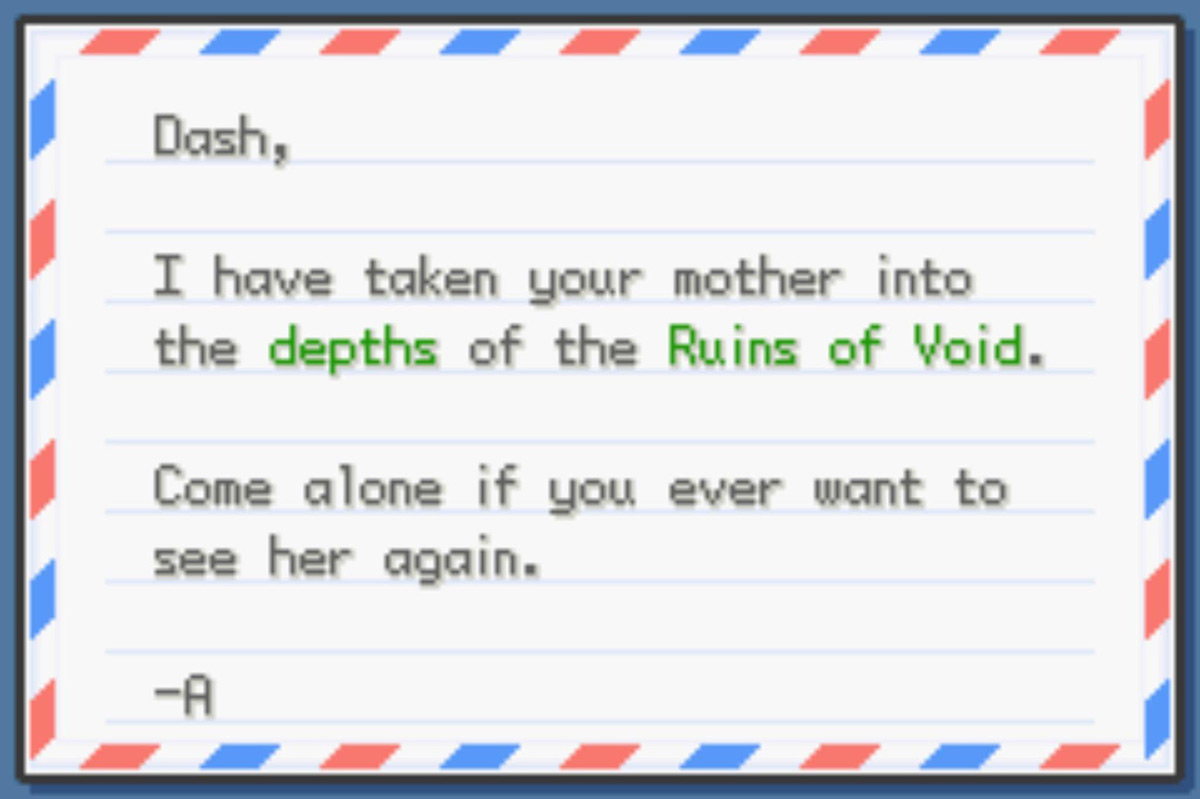 Dash,
I have taken your mother into
the depths of the Ruins of Void.
Come alone if you ever want to
see her again.
-A